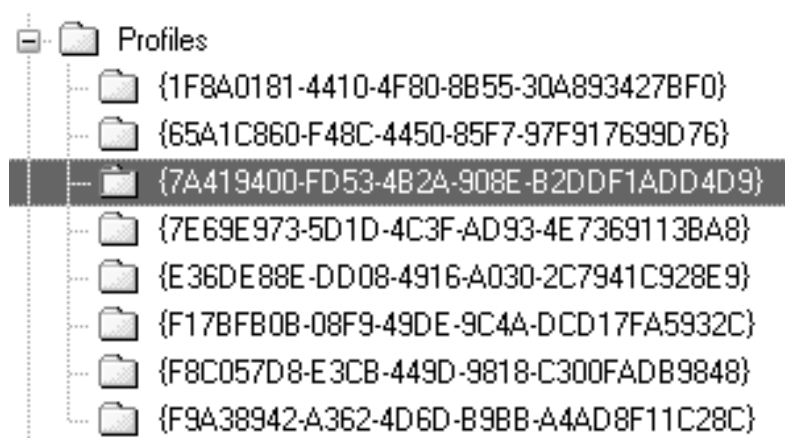 Profiles
{1F8A0181-4410-4F80-8B55-30A893427BF0}
{65A1C860-F48C-4450-85F7-97F917699D76}
{7A419400-FD53-4B2A-908E-B2DDF1ADD4D9}
{7E69E973-5D1D-4C3F-AD93-4E7369113BA8}
{E36DE88E-DD08-4916-A030-2C7941C928E9}
{F17BFB0B-08F9-49DE-9C4A-DCD17FA5932C}
{F8C057D8-E3CB-449D-9818-C300FADB9848}
{F9A38942-A362-4D6D-B9BB-A4AD8F11C28C}